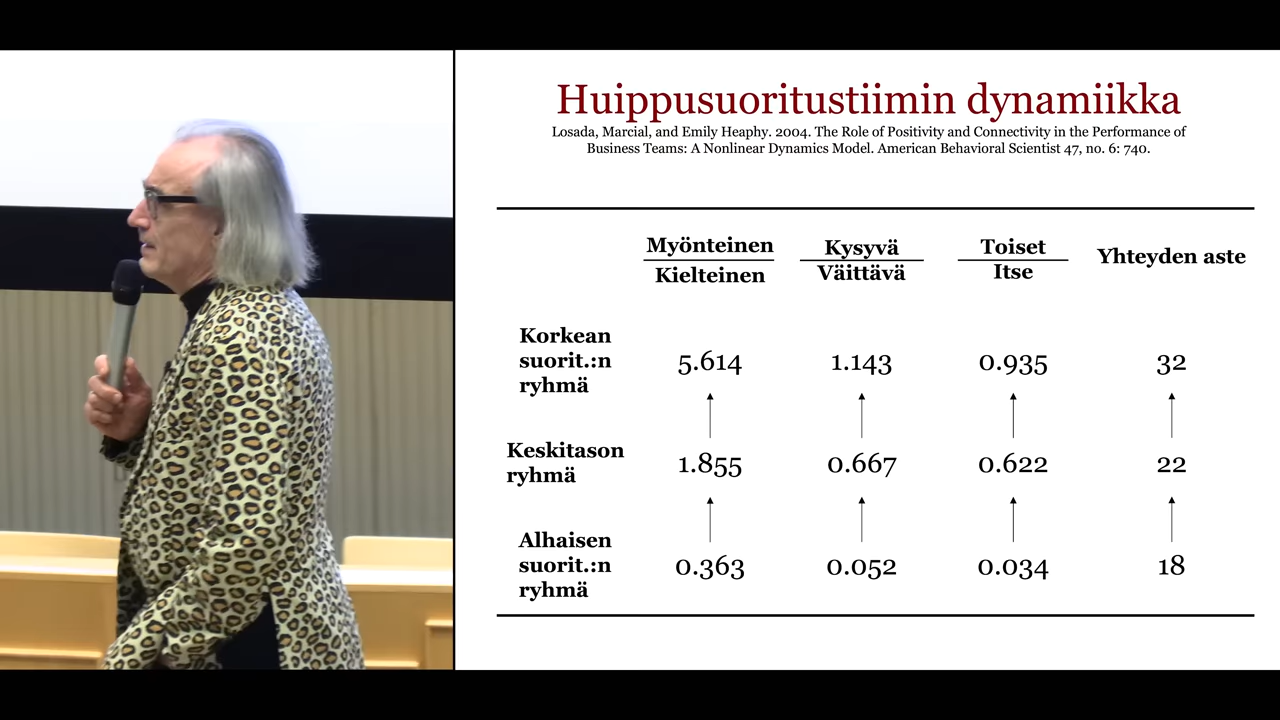 Huippusuoritustiimin dynamiikka
Losada, Marcial, and Emily Heaphy. 2004. The Role of Positivity and Connectivity in the Performance of
Business Teams: A Nonlinear Dynamics Model. American Behavioral Scientist 47, no. 6: 740.
Myönteinen
Kielteinen
Kysyvä
Väittävä
Toiset
Itse
Yhteyden aste
Korkean
suorit.:n
ryhmä
5.614 1.143 0.935 32
Keskitason
ryhmä
1.855 0.667 0.622 22
Alhaisen
suorit.:n
ryhmä
0.363 0.052 0.034 18